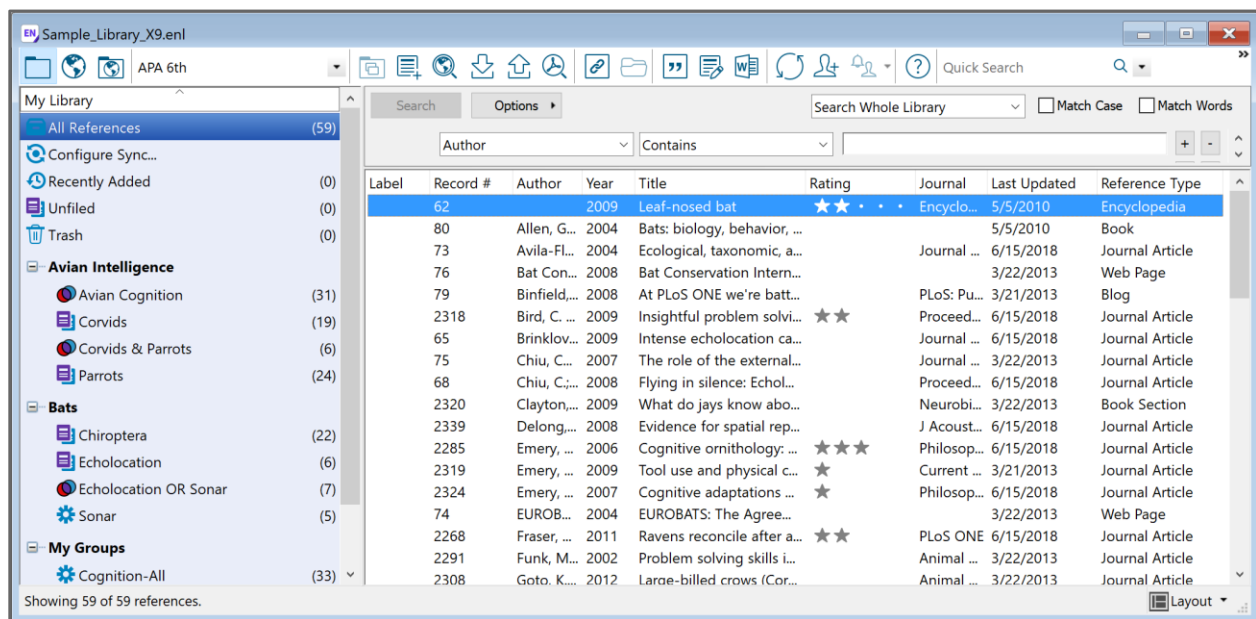 EN Sample_Library_X9.enl
APA 6th Quick Search »
My Library
All References (59)
Configure Sync...
Recently Added (0)
Unfiled (0)
Trash (0)
Avian Intelligence
Avian Cognition (31)
Corvids (19)
Corvids & Parrots (6)
Parrots (24)
Bats
Chiroptera (22)
Echolocation (6)
Echolocation OR Sonar (7)
Sonar (5)
My Groups
Cognition-All (33)
Search Options Search Whole Library Match Case Match Words
Author Contains + -
Label Record # Author Year Title Rating Journal Last Updated Reference Type
62 2009 Leaf-nosed bat Encyclo... 5/5/2010 Encyclopedia
80 Allen, G... 2004 Bats: biology, behavior, ... 5/5/2010 Book
73 Avila-Fl... 2004 Ecological, taxonomic, a... Journal ... 6/15/2018 Journal Article
76 Bat Con... 2008 Bat Conservation Intern... 3/22/2013 Web Page
79 Binfield,... 2008 At PLoS ONE we're batt... PLoS: Pu... 3/21/2013 Blog
2318 Bird, C. ... 2009 Insightful problem solvi... Proceed... 6/15/2018 Journal Article
65 Brinklov... 2009 Intense echolocation ca... Journal ... 6/15/2018 Journal Article
75 Chiu, C... 2007 The role of the external... Journal ... 3/22/2013 Journal Article
68 Chiu, C.;... 2008 Flying in silence: Echol... Proceed... 6/15/2018 Journal Article
2320 Clayton,... 2009 What do jays know abo... Neurobi... 3/22/2013 Book Section
2339 Delong,... 2008 Evidence for spatial rep... J Acoust... 6/15/2018 Journal Article
2285 Emery, ... 2006 Cognitive ornithology: ... Philosop... 6/15/2018 Journal Article
2319 Emery, ... 2009 Tool use and physical c... Current ... 3/21/2013 Journal Article
2324 Emery, ... 2007 Cognitive adaptations ... Philosop... 6/15/2018 Journal Article
74 EUROB... 2004 EUROBATS: The Agree... 3/22/2013 Web Page
2268 Fraser, ... 2011 Ravens reconcile after a... PLoS ONE 6/15/2018 Journal Article
2291 Funk, M... 2002 Problem solving skills i... Animal ... 3/22/2013 Journal Article
2308 Goto, K.... 2012 Large-billed crows (Cor... Animal ... 3/22/2013 Journal Article
Showing 59 of 59 references. Layout